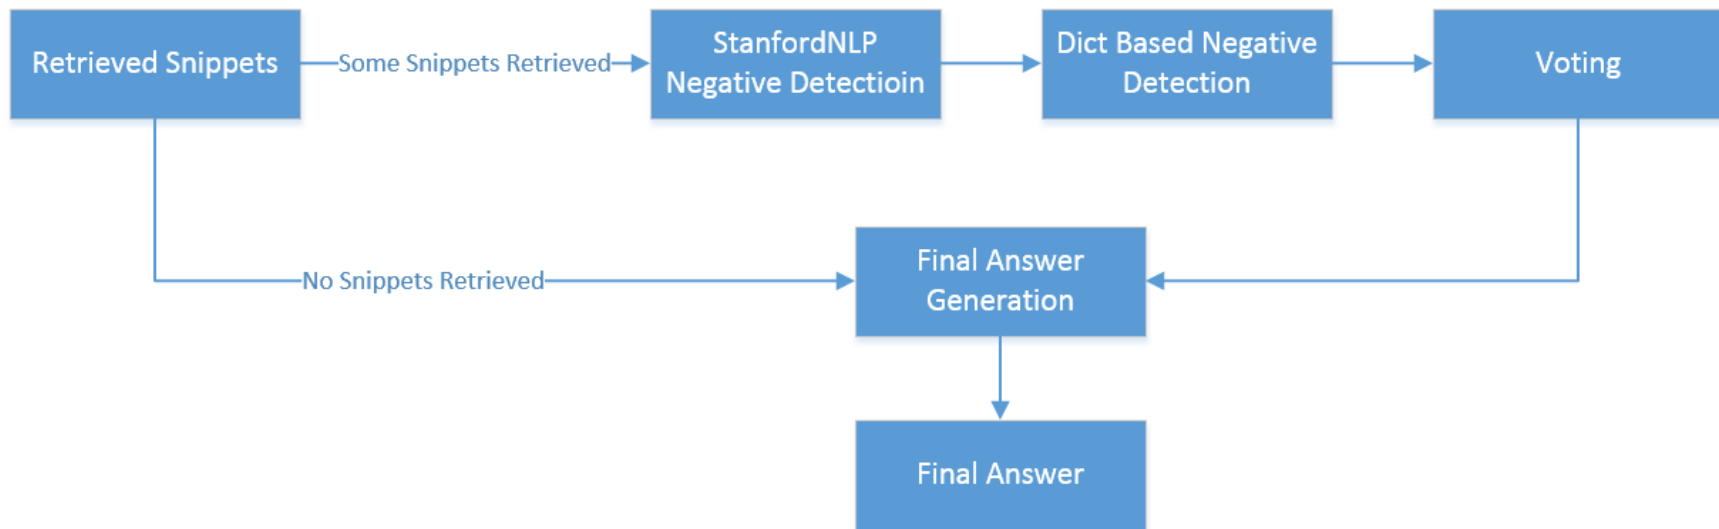 Retrieved Snippets
Some Snippets Retrieved
StanfordNLP
Negative Detectioin
Dict Based Negative
Detection
Voting
No Snippets Retrieved
Final Answer
Generation
Final Answer